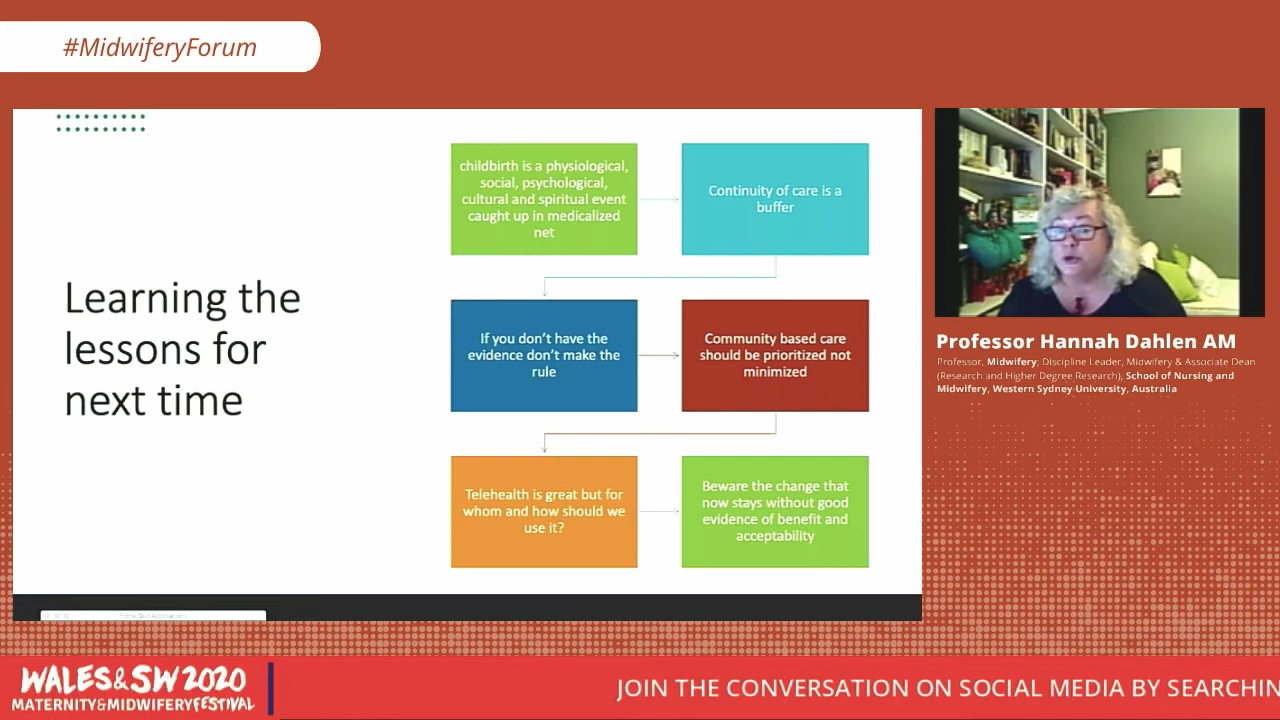 #MidwiferyForum
Learning the
lessons for
next time
childbirth is a physiological,
social, psychological,
cultural and spiritual event
caught up in medicalized
net
Continuity of care is a
buffer
If you don't have the
evidence don't make the
rule
Community based care
should be prioritized not
minimized
Telehealth is great but for
whom and how should we
use it?
Beware the change that
now stays without good
evidence of benefit and
acceptability
Professor Hannah Dahlen AM
Professor, Midwifery; Discipline Leader, Midwifery & Associate Dean
(Research and Higher Degree Research), School of Nursing and
Midwifery, Western Sydney University, Australia
WALES&SW2020
MATERNITY&MIDWIFERYFESTIVAL
JOIN THE CONVERSATION ON SOCIAL MEDIA BY SEARCHIN